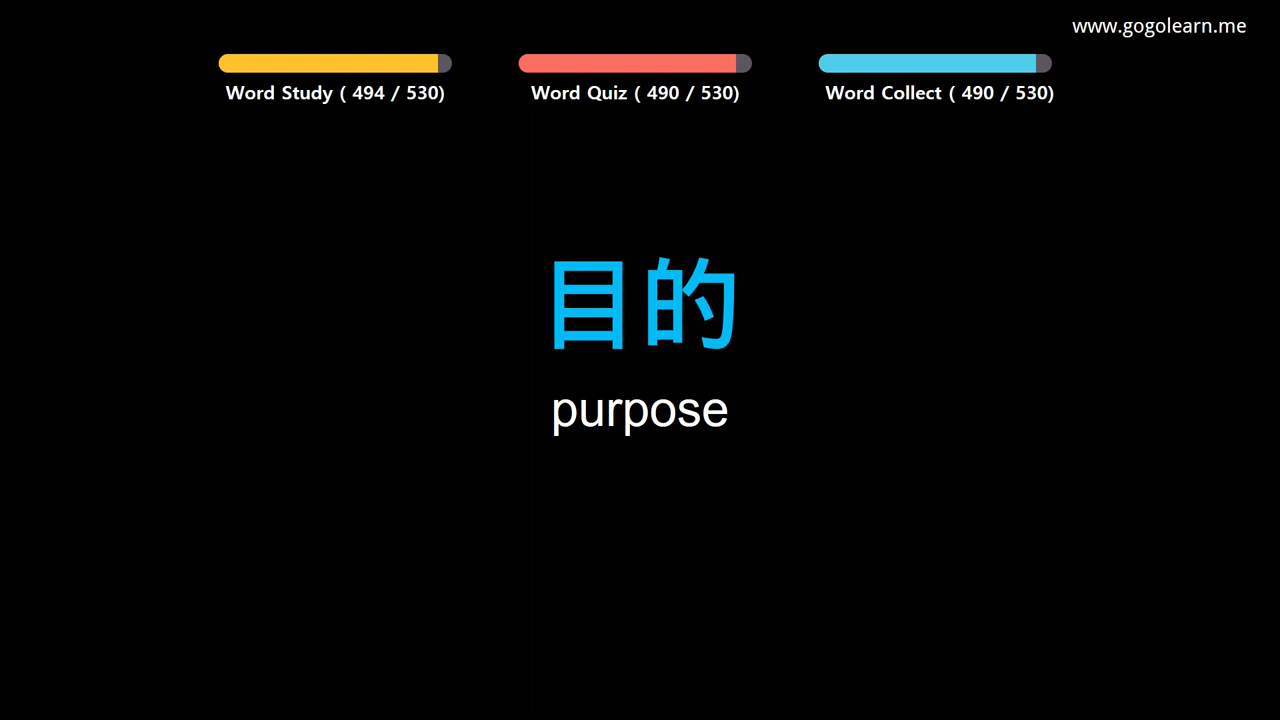 www.gogolearn.me
Word Study ( 494 / 530) Word Quiz ( 490 / 530) Word Collect ( 490 / 530)
目的
purpose